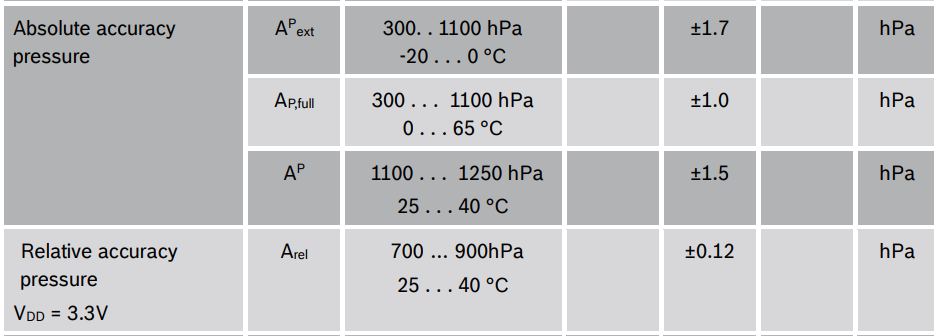 Absolute accuracy
pressure
APext
300. . 1100 hPa
-20 . . . 0 °C
±1.7
hPa
AP,full
300 . . . 1100 hPa
0 . . . 65 °C
±1.0
hPa
AP
1100 . . . 1250 hPa
25 . . . 40 °C
±1.5
hPa
Relative accuracy
pressure
VDD = 3.3V
Arel
700 ... 900hPa
25 . . . 40 °C
±0.12
hPa